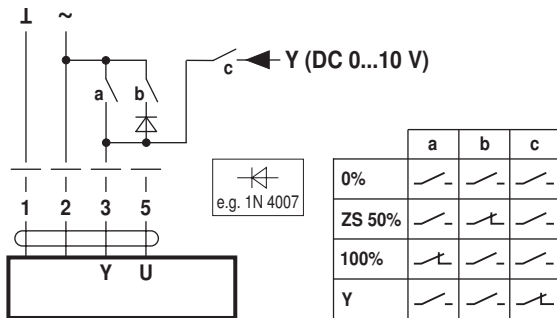 ⊥ ~
a b c Y (DC 0...10 V)
1 2 3 5
Y U
e.g. 1N 4007
a b c
0%
ZS 50%
100%
Y